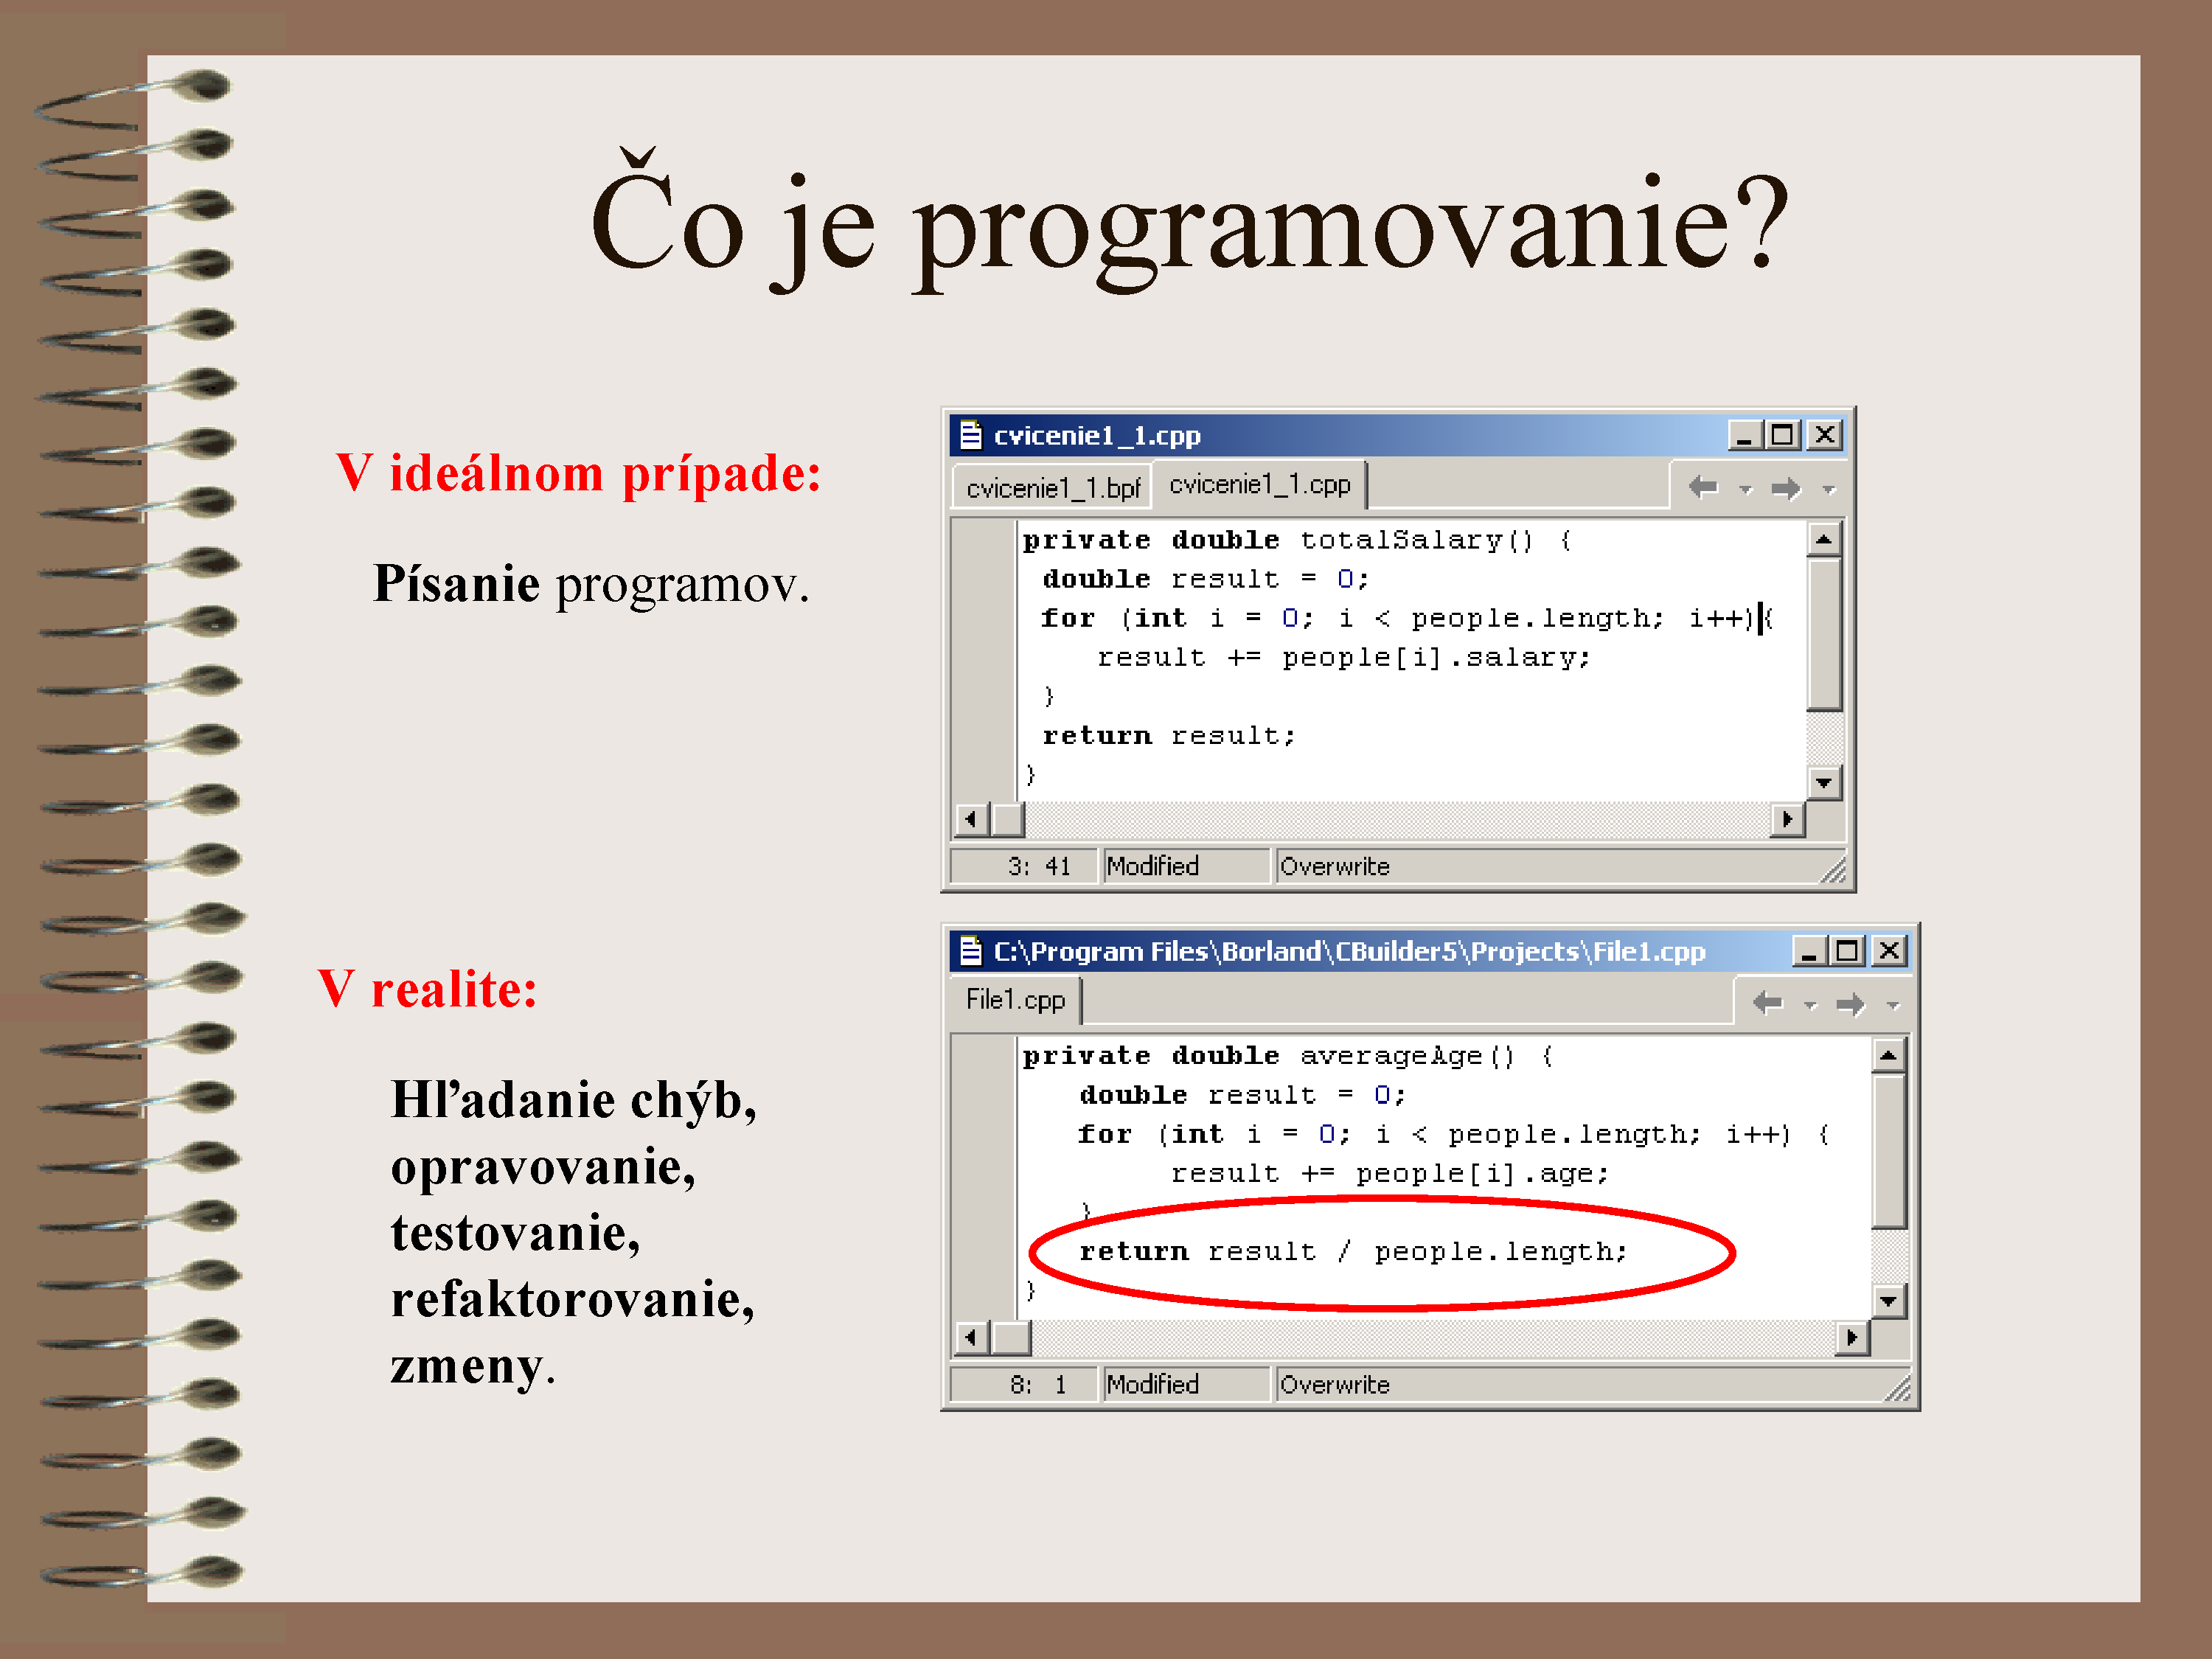 Čo je programovanie?
V ideálnom prípade:
Písanie programov.
cvicenie1_1.cpp
cvicenie1_1.bpf cvicenie1_1.cpp
private double totalSalary() {
double result = 0;
for (int i = 0; i < people.length; i++){
result += people[i].salary;
}
return result;
}
3: 41 Modified Overwrite
V realite:
Hľadanie chýb,
opravovanie,
testovanie,
refaktorovanie,
zmeny.
C:\Program Files\Borland\CBuilder5\Projects\File1.cpp
File1.cpp
private double averageAge() {
double result = 0;
for (int i = 0; i < people.length; i++) {
result += people[i].age;
}
return result / people.length;
}
8: 1 Modified Overwrite